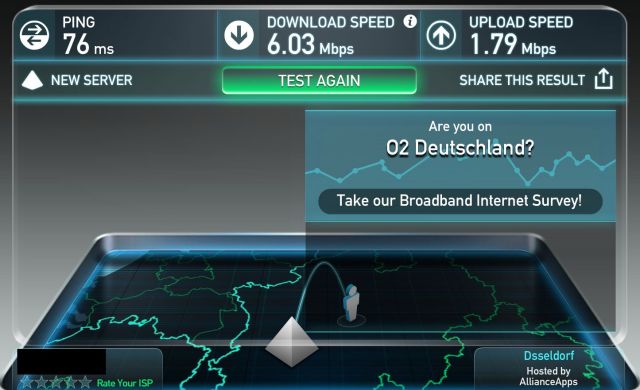 PING
76 ms
DOWNLOAD SPEED
6.03 Mbps
UPLOAD SPEED
1.79 Mbps
NEW SERVER
TEST AGAIN
SHARE THIS RESULT
Are you on
O2 Deutschland?
Take our Broadband Internet Survey!
Rate Your ISP
Dsseldorf
Hosted by
AllianceApps